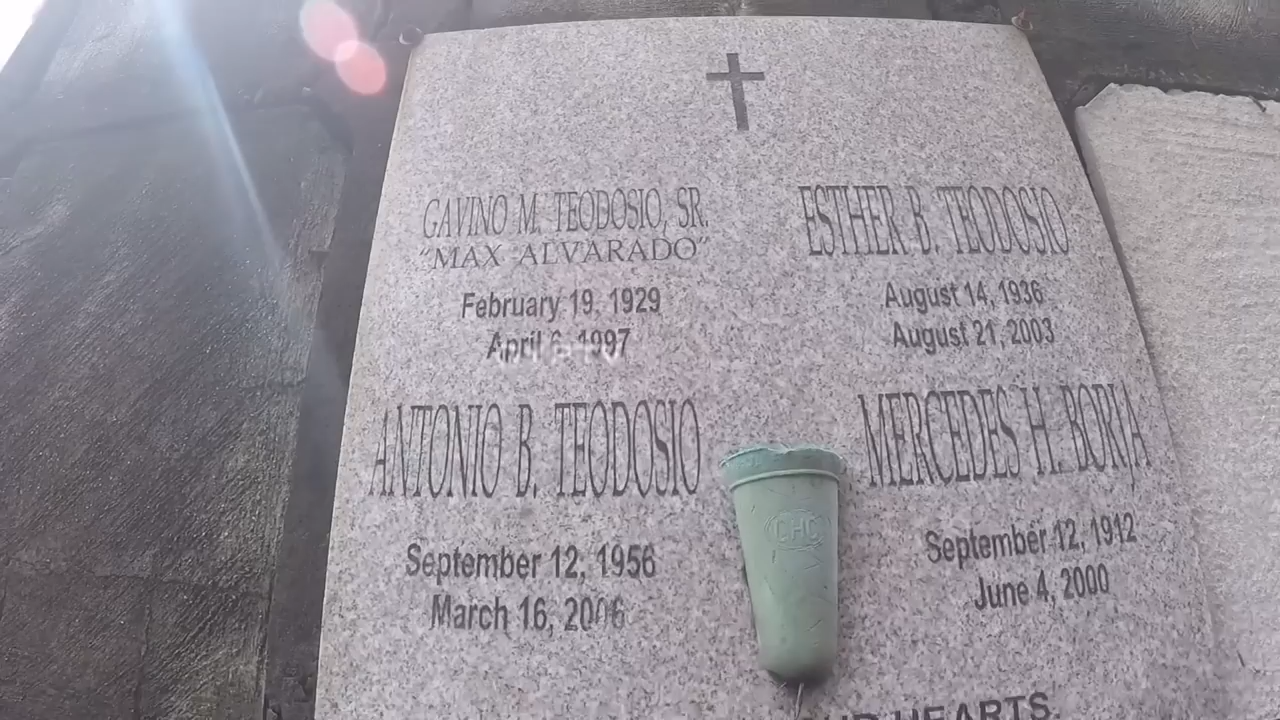 GAVINO M. TEODOSIO, SR.
"MAX ALVARADO"
February 19, 1929
April 6, 1997
ESTHER B. TEODOSIO
August 14, 1936
August 21, 2003
ANTONIO B. TEODOSIO
September 12, 1956
March 16, 2006
MERCEDES H. BORJA
September 12, 1912
June 4, 2000
CHC
HEARTS